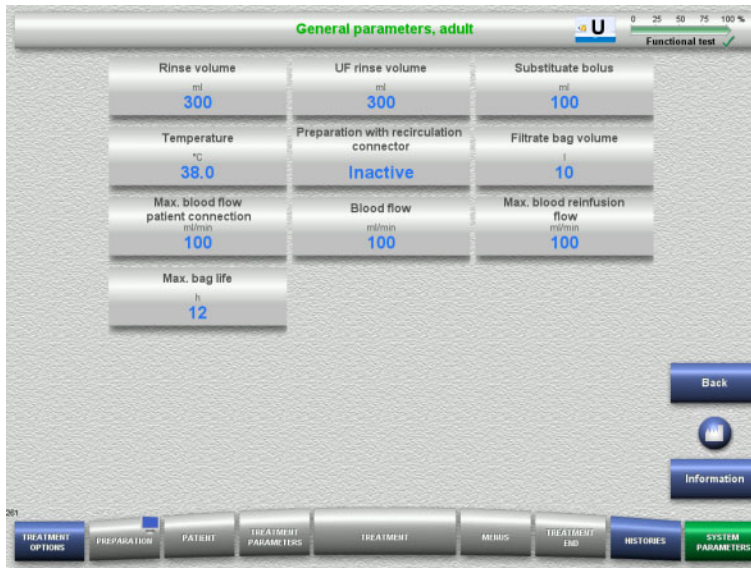 General parameters, adult
U
0 25 50 75 100 %
Functional test
Rinse volume
ml
300
UF rinse volume
ml
300
Substituate bolus
ml
100
Temperature
°C
38.0
Preparation with recirculation
connector
Inactive
Filtrate bag volume
l
10
Max. blood flow
patient connection
ml/min
100
Blood flow
ml/min
100
Max. blood reinfusion
flow
ml/min
100
Max. bag life
h
12
Back
Information
261
TREATMENT
OPTIONS
PREPARATION
PATIENT
TREATMENT
PARAMETERS
TREATMENT
MENUS
TREATMENT
END
HISTORIES
SYSTEM
PARAMETERS